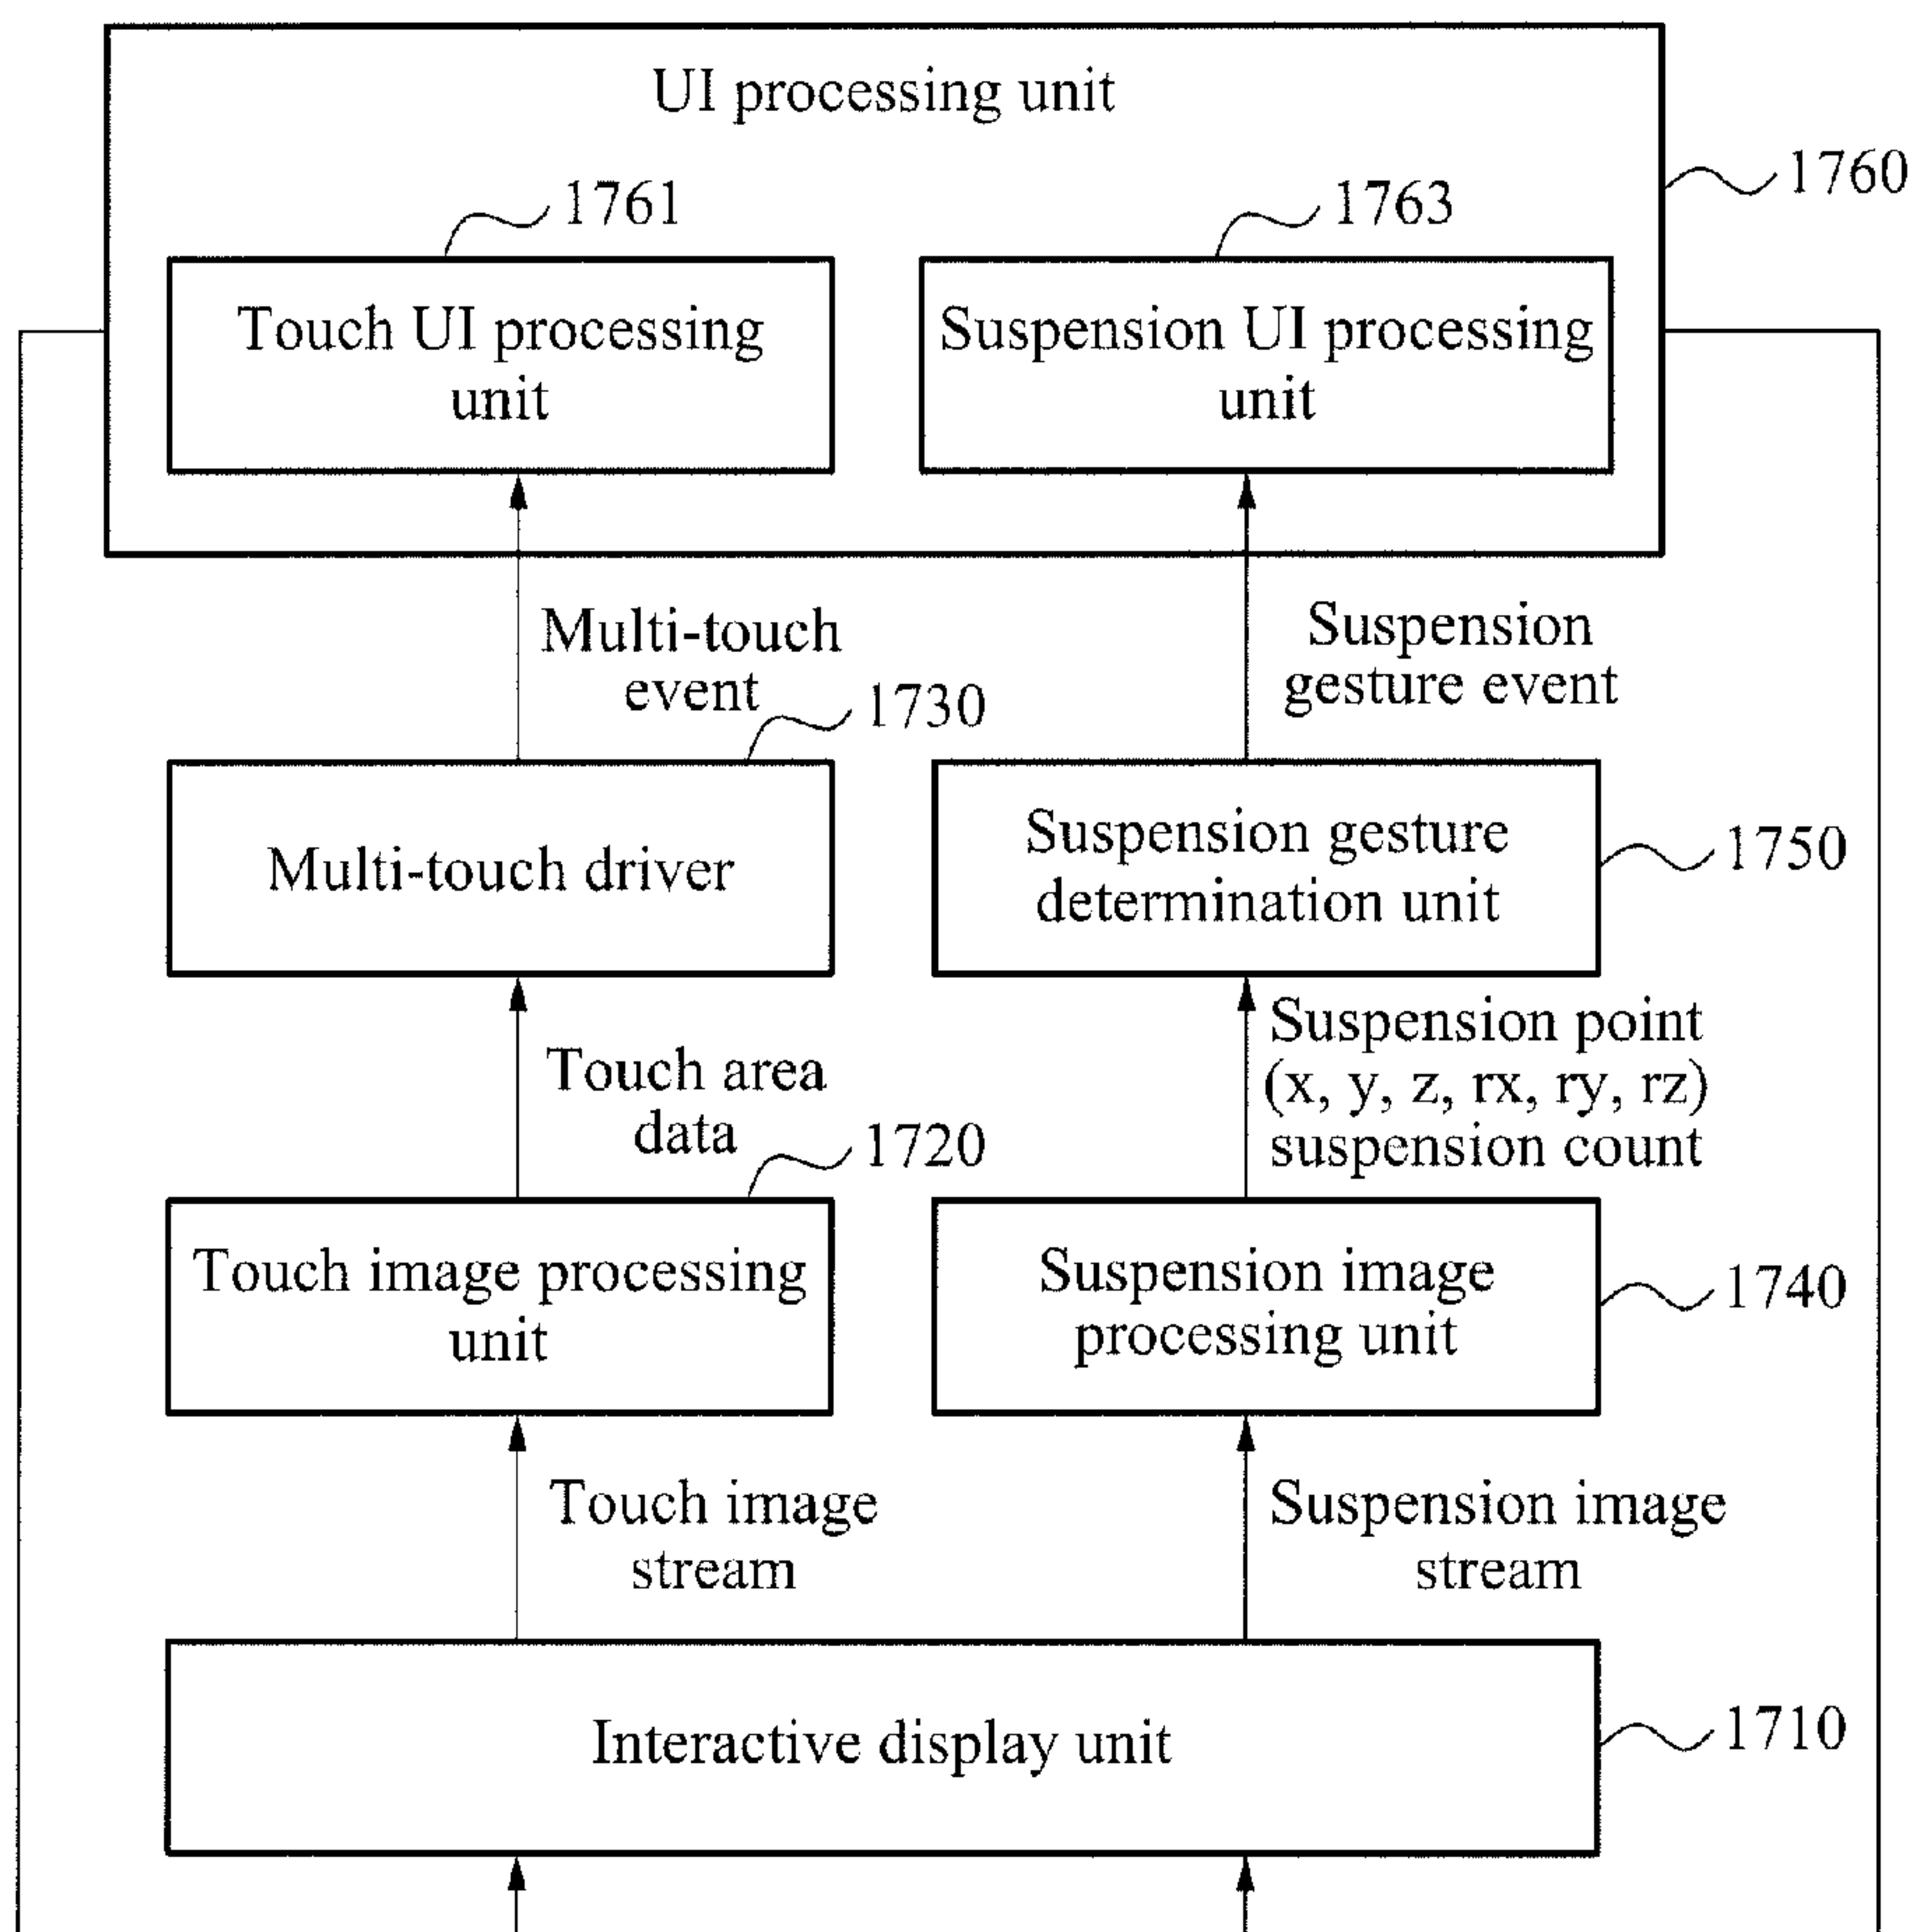 UI processing unit
1760
1761
1763
Touch UI processing
unit
Suspension UI processing
unit
Multi-touch
event
Suspension
gesture event
1730
Multi-touch driver
Suspension gesture
determination unit
1750
Touch area
data
Suspension point
(x, y, z, rx, ry, rz)
suspension count
1720
Touch image processing
unit
Suspension image
processing unit
1740
Touch image
stream
Suspension image
stream
Interactive display unit
1710